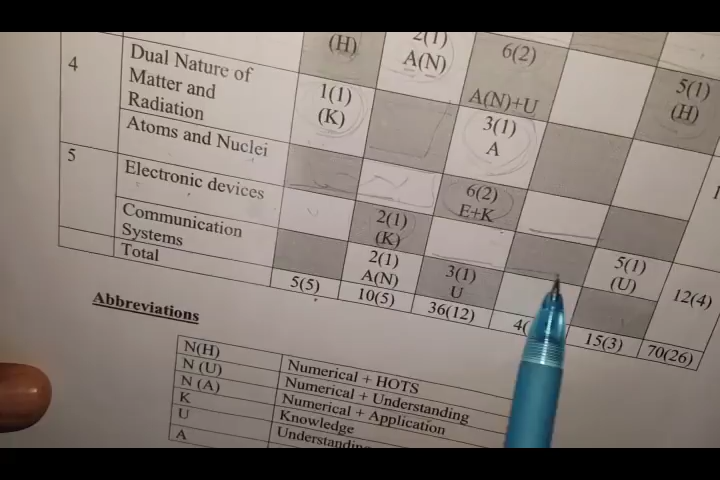 (H) 2(1) 6(2)
A(N)
4 Dual Nature of Matter and Radiation 1(1) (K) A(N)+U 5(1) (H)
Atoms and Nuclei 3(1) A
5 Electronic devices 6(2) E+K
Communication Systems 2(1) (K) 5(1) (U) 12(4)
2(1) A(N) 3(1) U
Total 5(5) 10(5) 36(12) 15(3) 70(26)
Abbreviations
N(H) Numerical + HOTS
N (U) Numerical + Understanding
N (A) Numerical + Application
K Knowledge
U
A